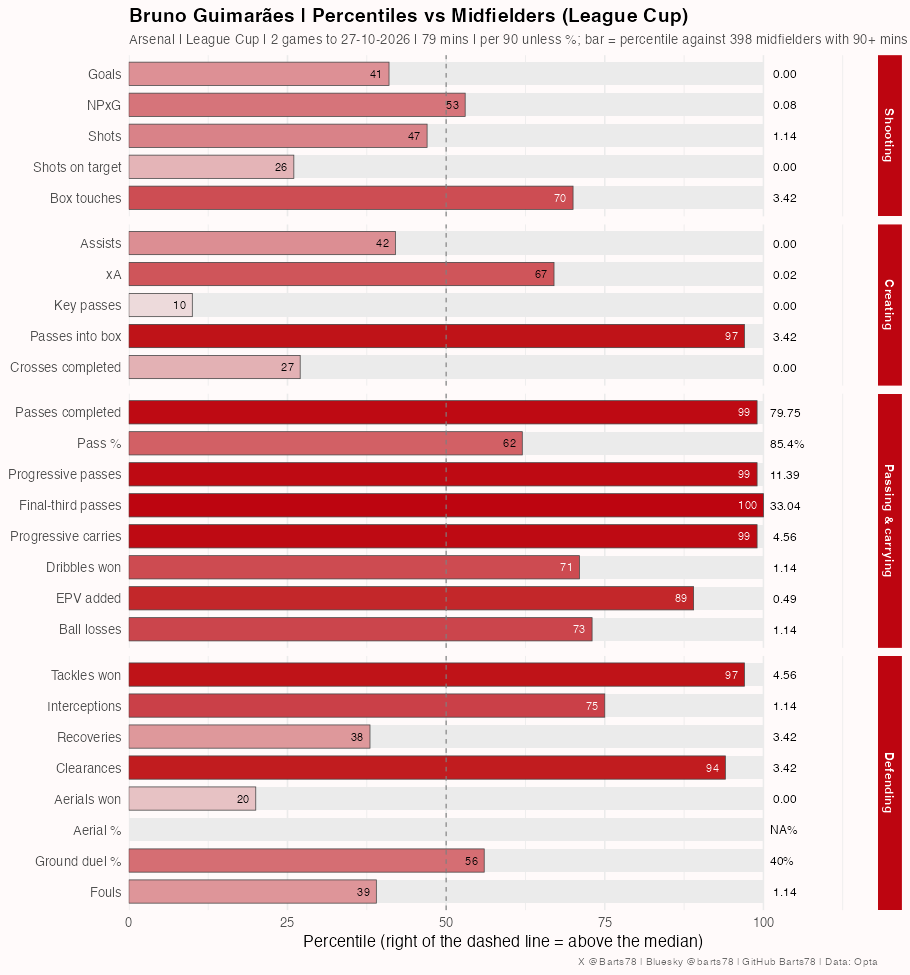 Bruno Guimarães | Percentiles vs Midfielders (League Cup)
Arsenal | League Cup | 2 games to 27-10-2026 | 79 mins | per 90 unless %; bar = percentile against 398 midfielders with 90+ mins
Goals 41 0.00
NPxG 53 0.08
Shots 47 1.14
Shots on target 26 0.00
Box touches 70 3.42
Shooting
Assists 42 0.00
xA 67 0.02
Key passes 10 0.00
Passes into box 97 3.42
Crosses completed 27 0.00
Creating
Passes completed 99 79.75
Pass % 62 85.4%
Progressive passes 99 11.39
Final-third passes 100 33.04
Progressive carries 99 4.56
Dribbles won 71 1.14
EPV added 89 0.49
Ball losses 73 1.14
Passing & carrying
Tackles won 97 4.56
Interceptions 75 1.14
Recoveries 38 3.42
Clearances 94 3.42
Aerials won 20 0.00
Aerial % NA%
Ground duel % 56 40%
Fouls 39 1.14
Defending
0 25 50 75 100
Percentile (right of the dashed line = above the median)
X @Barts78 | Bluesky @barts78 | GitHub Barts78 | Data: Opta